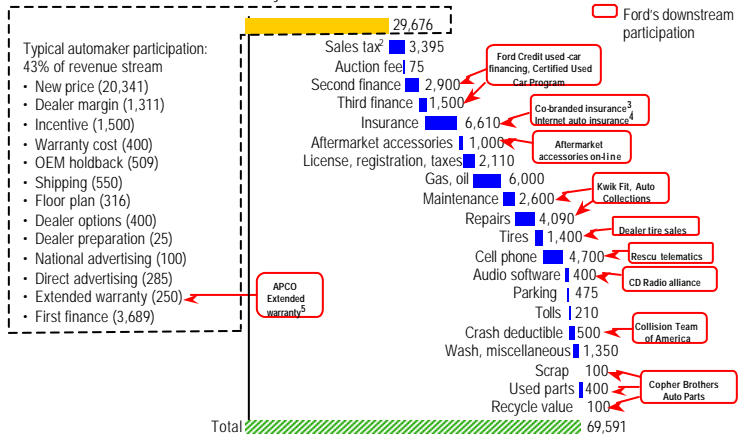 Ford's downstream
participation
29,676
Typical automaker participation:
43% of revenue stream
• New price (20,341)
• Dealer margin (1,311)
• Incentive (1,500)
• Warranty cost (400)
• OEM holdback (509)
• Shipping (550)
• Floor plan (316)
• Dealer options (400)
• Dealer preparation (25)
• National advertising (100)
• Direct advertising (285)
• Extended warranty (250)
• First finance (3,689)
APCO
Extended
warranty5
Sales tax2 3,395
Auction fee 75
Second finance 2,900
Third finance 1,500
Ford Credit used -car
financing, Certified Used
Car Program
Insurance 6,610
Co-branded insurance3
Internet auto insurance4
Aftermarket accessories 1,000
Aftermarket
accessories on-line
License, registration, taxes 2,110
Gas, oil 6,000
Maintenance 2,600
Kwik Fit, Auto
Collections
Repairs 4,090
Tires 1,400
Dealer tire sales
Cell phone 4,700
Rescu telematics
Audio software 400
CD Radio alliance
Parking 475
Tolls 210
Crash deductible 500
Collision Team
of America
Wash, miscellaneous 1,350
Scrap 100
Used parts 400
Copher Brothers
Auto Parts
Recycle value 100
Total 69,591